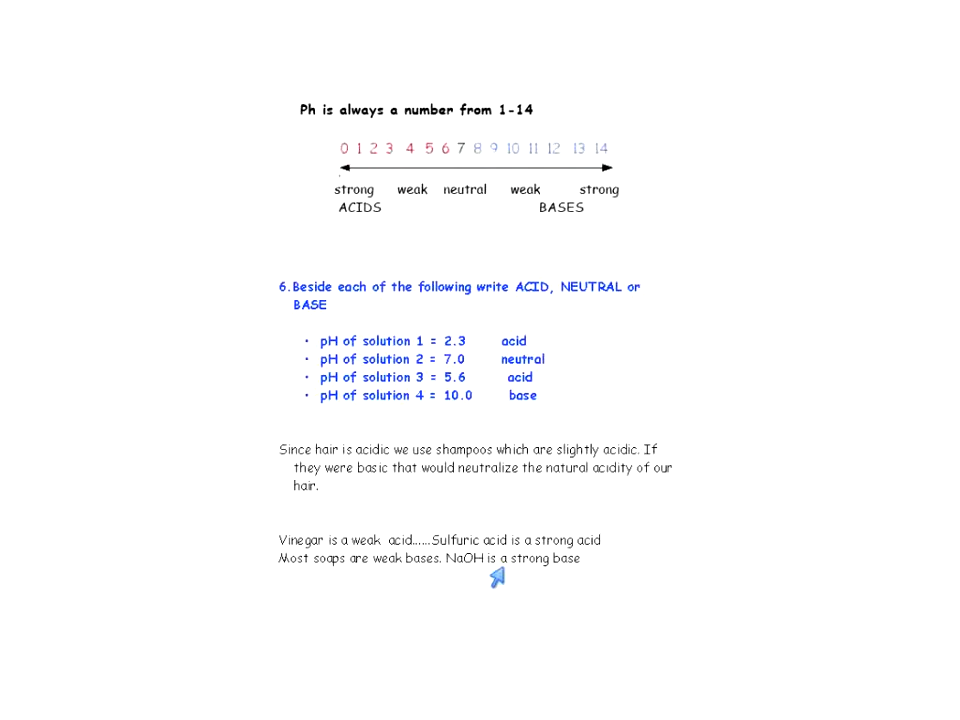 Ph is always a number from 1-14
0 1 2 3 4 5 6 7 8 9 10 11 12 13 14
strong weak neutral weak strong
ACIDS BASES
6.Beside each of the following write ACID, NEUTRAL or
BASE
• pH of solution 1 = 2.3 acid
• pH of solution 2 = 7.0 neutral
• pH of solution 3 = 5.6 acid
• pH of solution 4 = 10.0 base
Since hair is acidic we use shampoos which are slightly acidic. If
they were basic that would neutralize the natural acidity of our
hair.
Vinegar is a weak acid......Sulfuric acid is a strong acid
Most soaps are weak bases. NaOH is a strong base